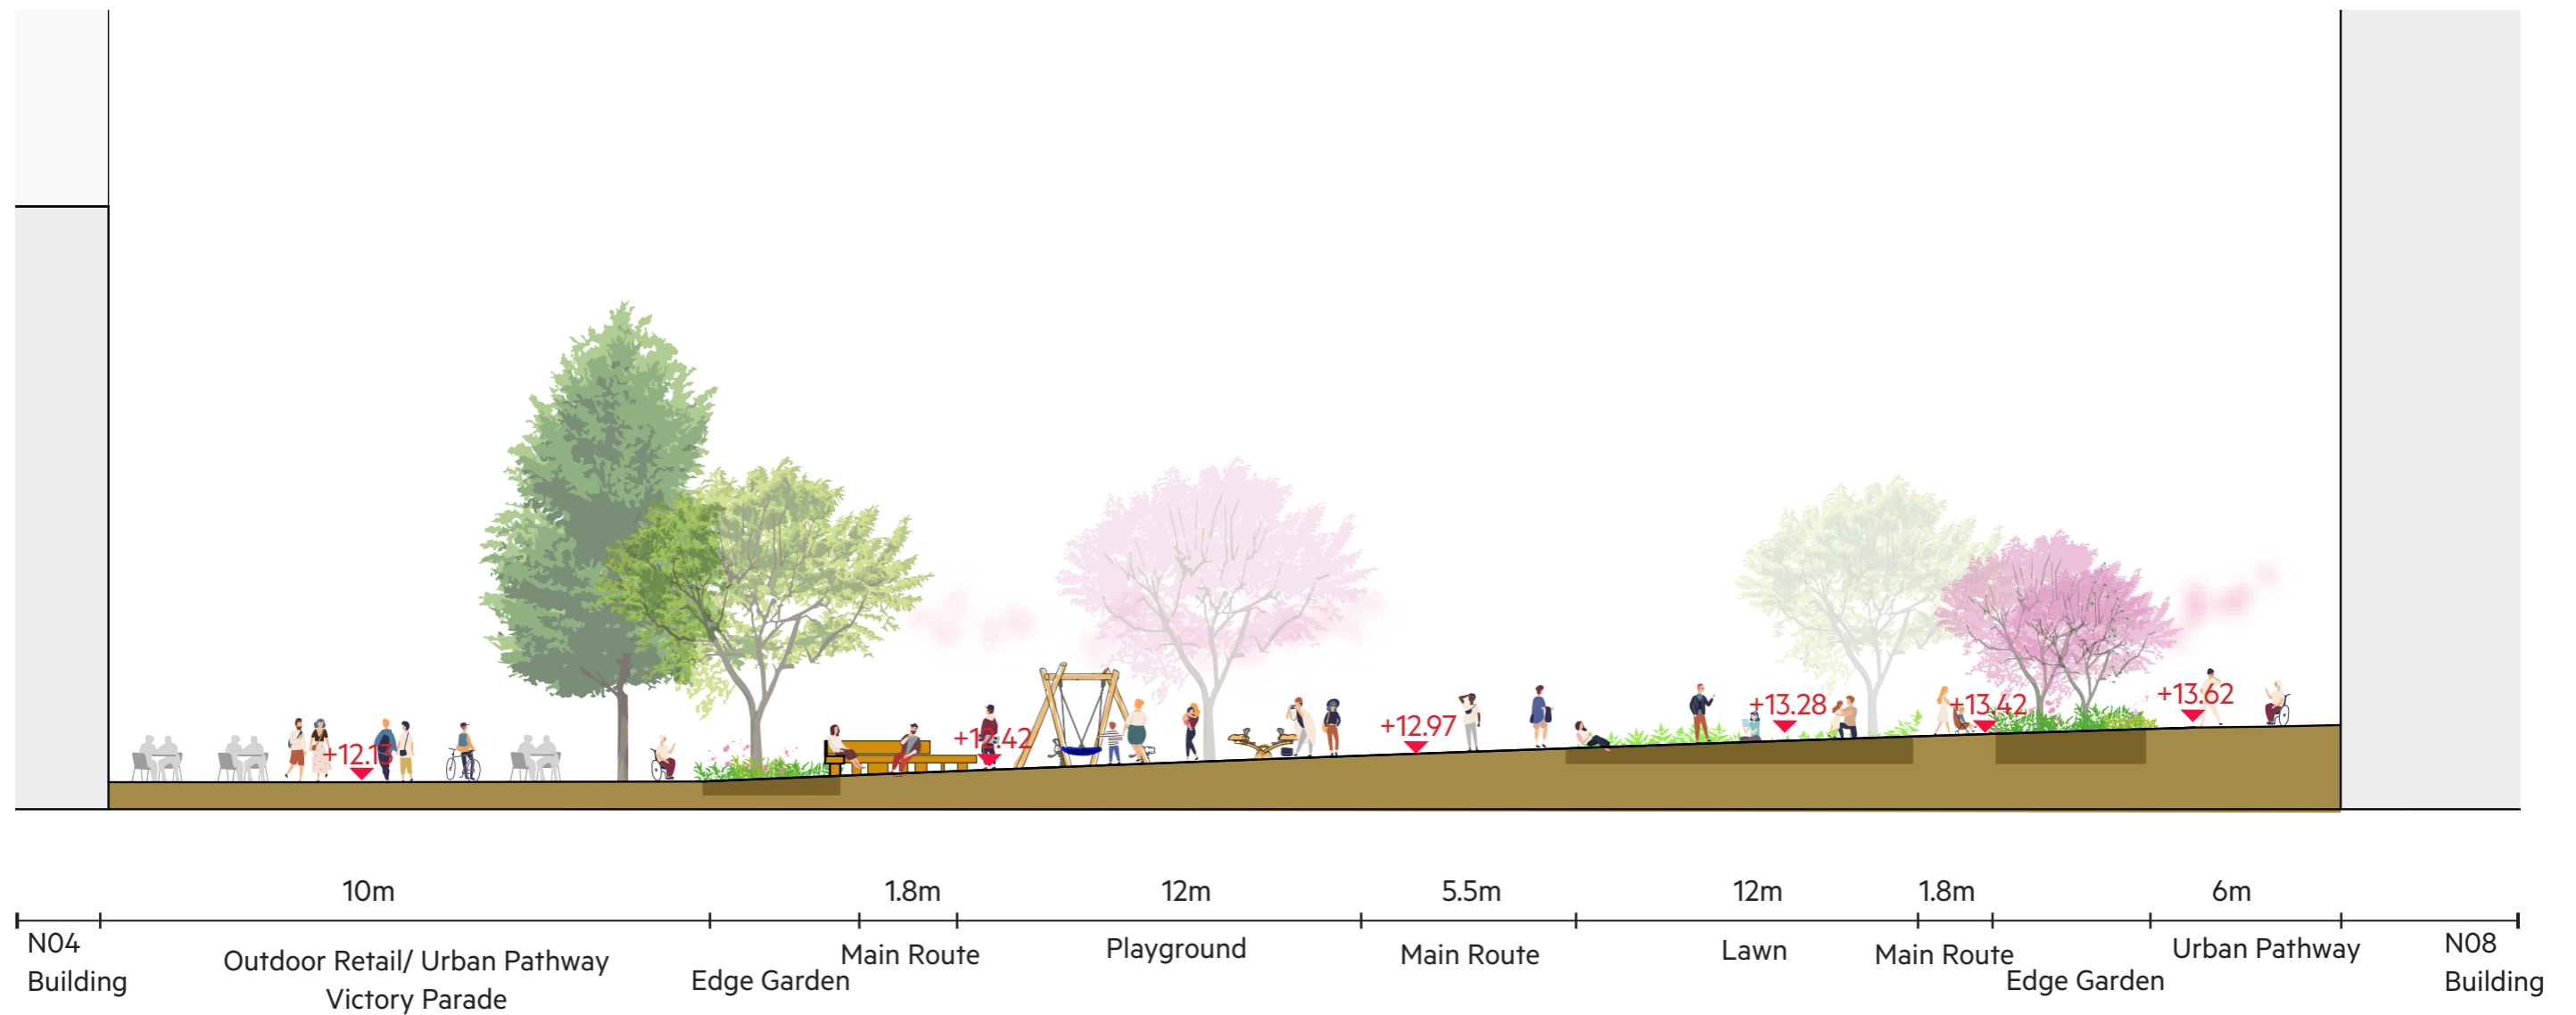 +12.13
+12.42
+12.97
+13.28
+13.42
+13.62
10m
1.8m
12m
5.5m
12m
1.8m
6m
N04
Building
Outdoor Retail/ Urban Pathway
Victory Parade
Edge Garden
Main Route
Playground
Main Route
Lawn
Main Route
Edge Garden
Urban Pathway
N08
Building